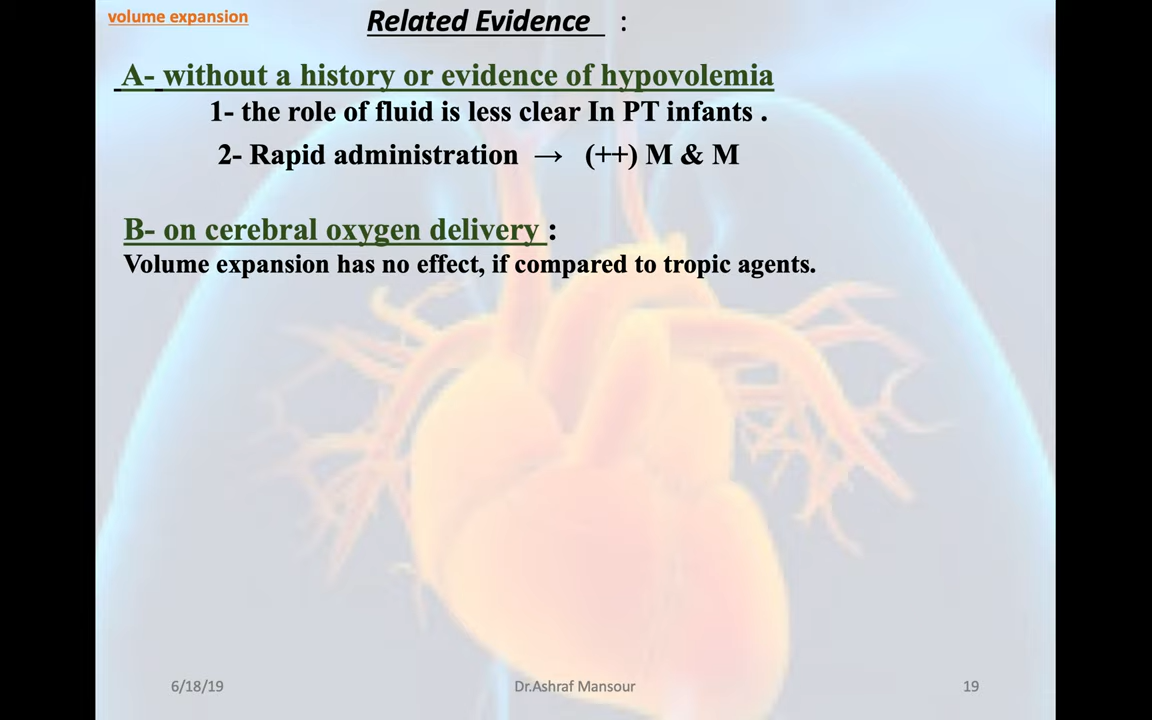 volume expansion
Related Evidence :
A- without a history or evidence of hypovolemia
1- the role of fluid is less clear In PT infants .
2- Rapid administration → (++) M & M
B- on cerebral oxygen delivery :
Volume expansion has no effect, if compared to tropic agents.
6/18/19
Dr.Ashraf Mansour
19